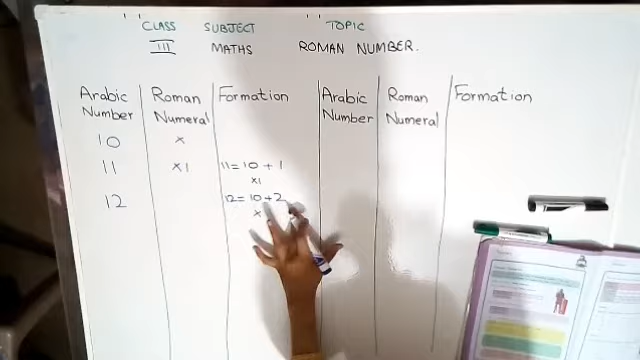 CLASS SUBJECT TOPIC
III MATHS ROMAN NUMBER.
Arabic Number Roman Numeral Formation Arabic Number Roman Numeral Formation
10 X
11 XI 11 = 10 + 1
XI
12 12 = 10 + 2
X